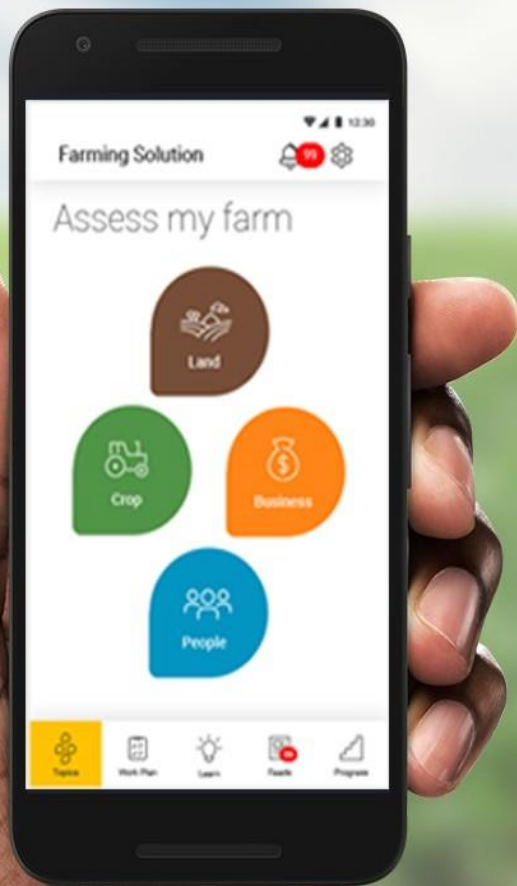 12:30
Farming Solution
99
Assess my farm
Land
Crop
Business
$
People
Topics
Work Plan
Learn
Feeds
Progress